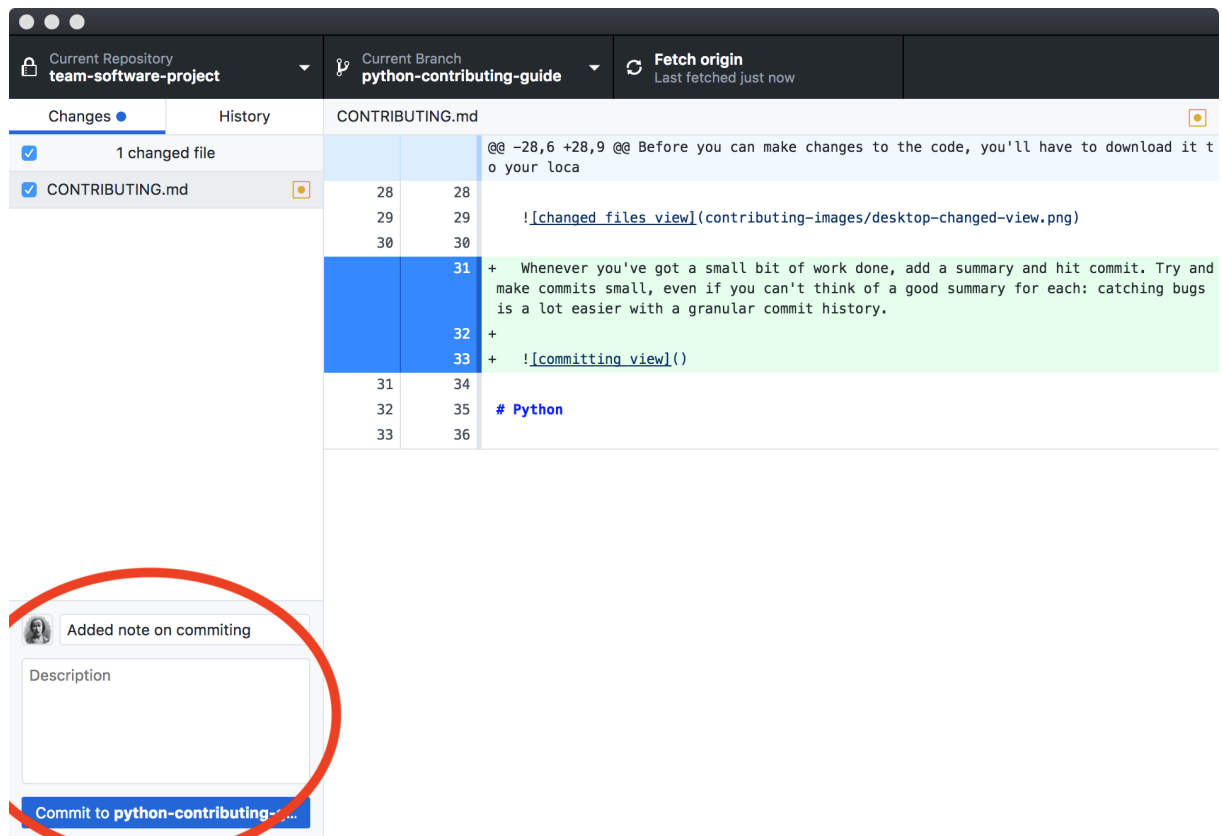 Current Repository
team-software-project
Current Branch
python-contributing-guide
Fetch origin
Last fetched just now
Changes
History
1 changed file
CONTRIBUTING.md
CONTRIBUTING.md
@@ -28,6 +28,9 @@ Before you can make changes to the code, you'll have to download it t
o your loca
28 28
29 29 ![changed files view](contributing-images/desktop-changed-view.png)
30 30
31 + Whenever you've got a small bit of work done, add a summary and hit commit. Try and
make commits small, even if you can't think of a good summary for each: catching bugs
is a lot easier with a granular commit history.
32 +
33 + ![committing view]()
31 34
32 35 # Python
33 36
Added note on commiting
Description
Commit to python-contributing-g...